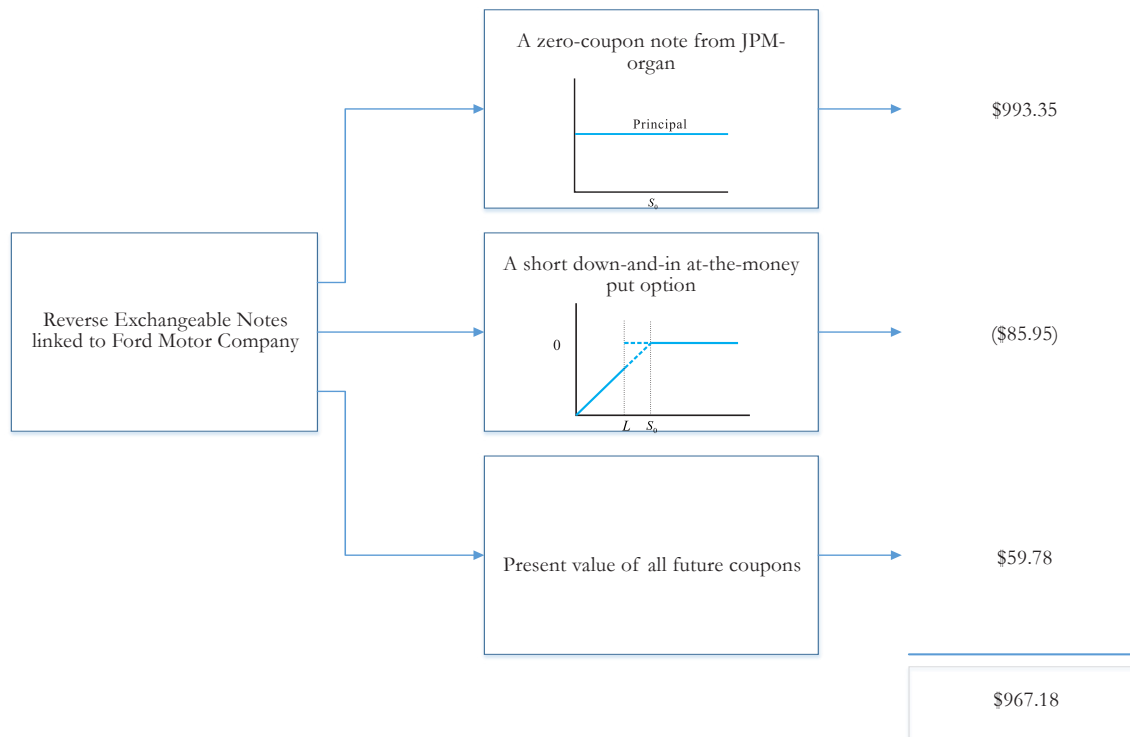 A zero-coupon note from JPM-
organ
Principal
S₀
$993.35
Reverse Exchangeable Notes
linked to Ford Motor Company
A short down-and-in at-the-money
put option
0
L S₀
($85.95)
Present value of all future coupons
$59.78
$967.18